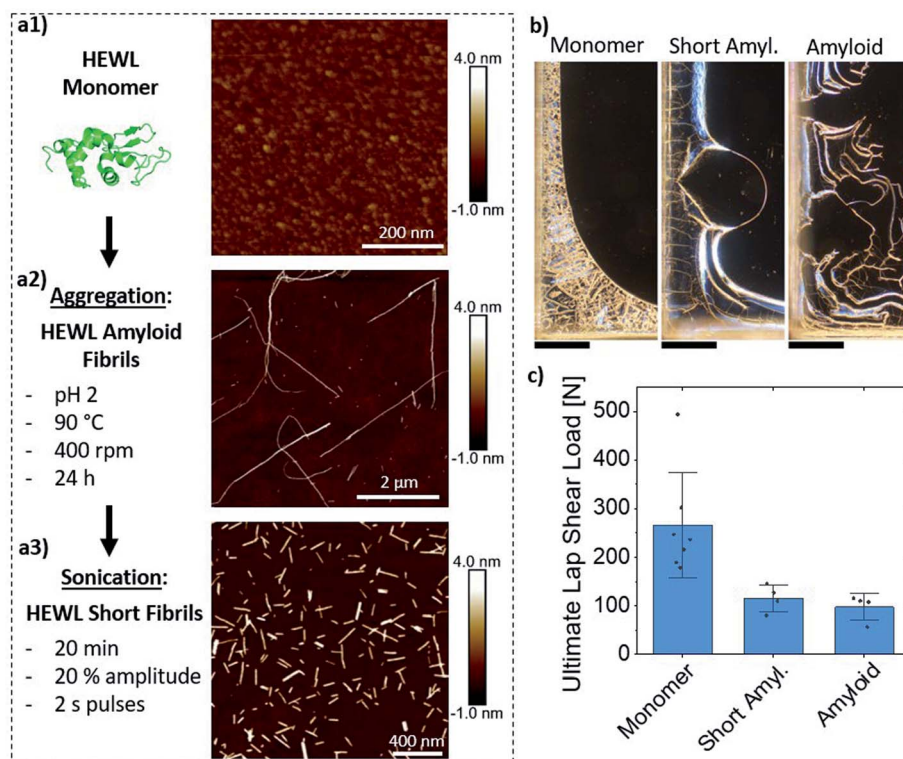 a1)
HEWL
Monomer
4.0 nm
-1.0 nm
200 nm
a2)
Aggregation:
HEWL Amyloid
Fibrils
- pH 2
- 90 °C
- 400 rpm
- 24 h
4.0 nm
-1.0 nm
2 µm
a3)
Sonication:
HEWL Short Fibrils
- 20 min
- 20 % amplitude
- 2 s pulses
4.0 nm
-1.0 nm
400 nm
b)
Monomer Short Amyl. Amyloid
c)
Ultimate Lap Shear Load [N]
500
400
300
200
100
0
Monomer
Short Amyl.
Amyloid